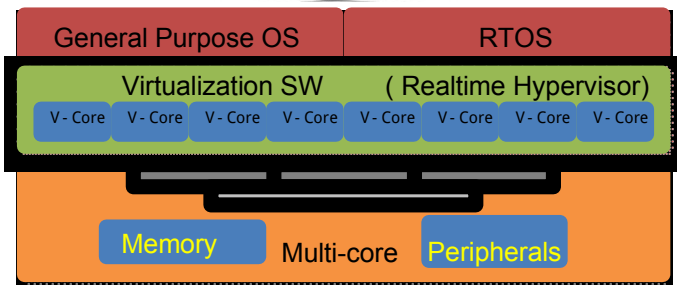 General Purpose OS RTOS
Virtualization SW ( Realtime Hypervisor)
V - Core V - Core V - Core V - Core V - Core V - Core V - Core V - Core
Memory Multi-core Peripherals